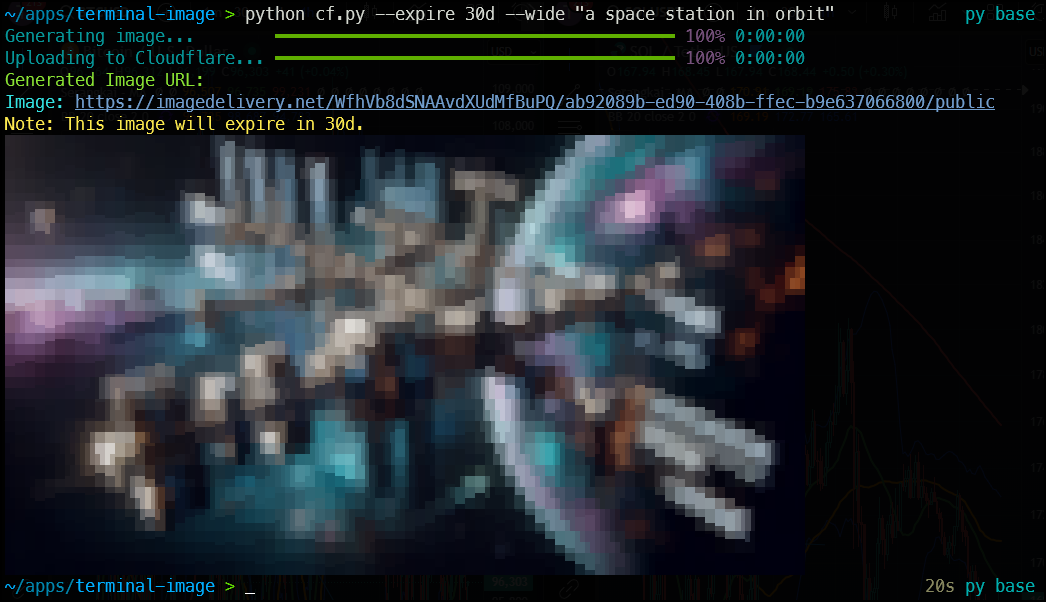 ~/apps/terminal-image > python cf.py --expire 30d --wide "a space station in orbit" py base
Generating image... 100% 0:00:00
Uploading to Cloudflare... 100% 0:00:00
Generated Image URL:
Image: https://imagedelivery.net/WfhVb8dSNAAvdXUdMfBuPQ/ab92089b-ed90-408b-ffec-b9e637066800/public
Note: This image will expire in 30d.
~/apps/terminal-image > _ 20s py base